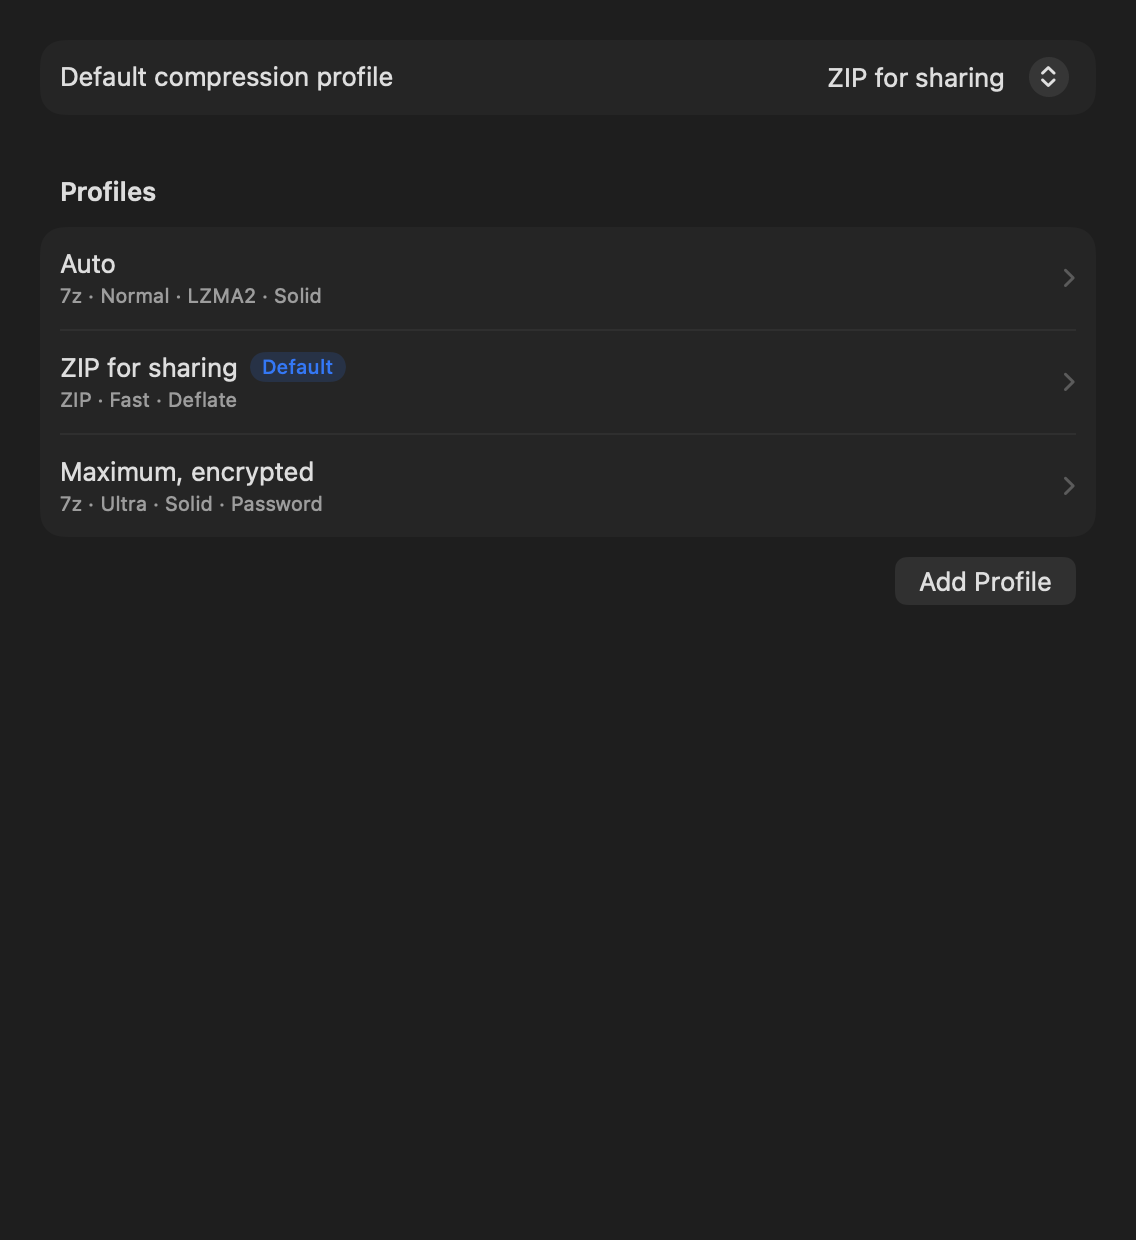 Default compression profile
ZIP for sharing
Profiles
Auto
7z · Normal · LZMA2 · Solid
ZIP for sharing Default
ZIP · Fast · Deflate
Maximum, encrypted
7z · Ultra · Solid · Password
Add Profile